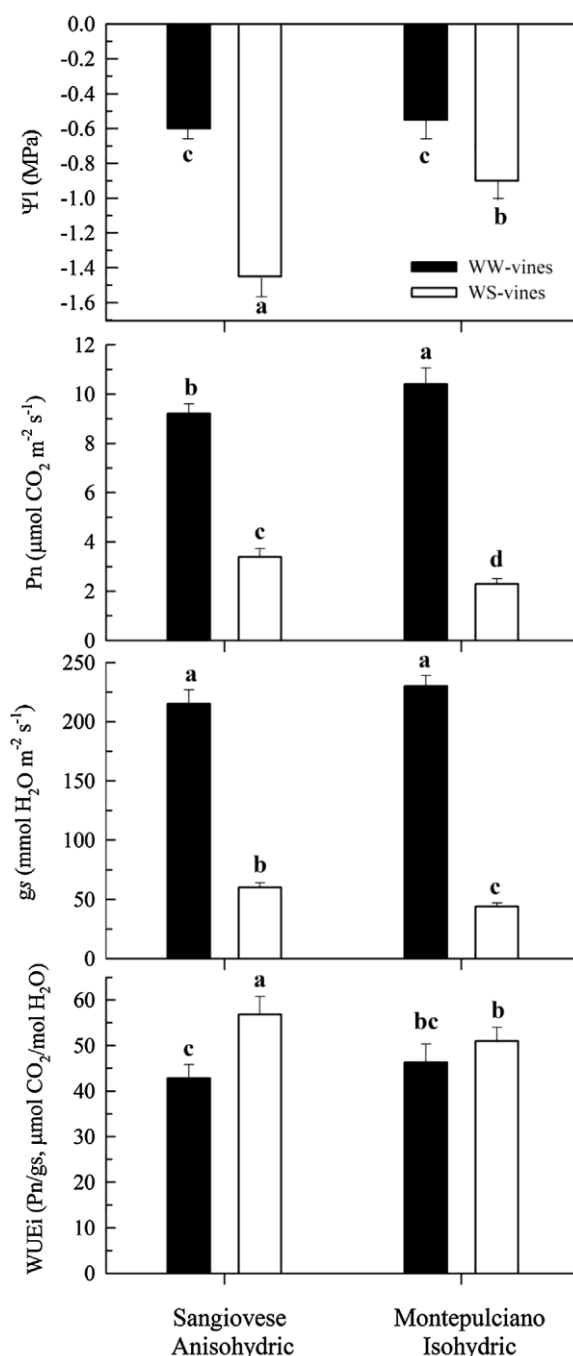 0.0
-0.2
-0.4
-0.6
-0.8
-1.0
-1.2
-1.4
-1.6
Ψl (MPa)
c
a
c
b
WW-vines
WS-vines
12
10
8
6
4
2
0
Pn (μmol CO₂ m⁻² s⁻¹)
b
c
a
d
250
200
150
100
50
0
gs (mmol H₂O m⁻² s⁻¹)
a
b
a
c
60
50
40
30
20
10
0
WUEi (Pn/gs, μmol CO₂/mol H₂O)
c
a
bc
b
Sangiovese
Anisohydric
Montepulciano
Isohydric